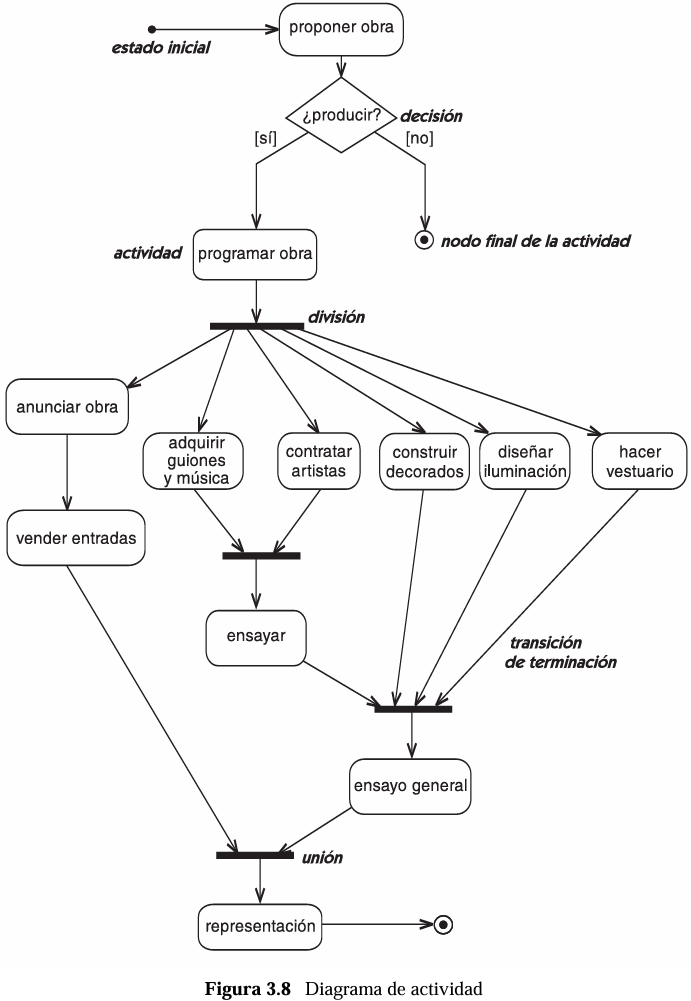 proponer obra
estado inicial
¿producir?
decisión
[sí]
[no]
actividad
programar obra
nodo final de la actividad
división
anunciar obra
adquirir
guiones
y música
contratar
artistas
construir
decorados
diseñar
iluminación
hacer
vestuario
vender entradas
ensayar
transición
de terminación
ensayo general
unión
representación
Figura 3.8 Diagrama de actividad